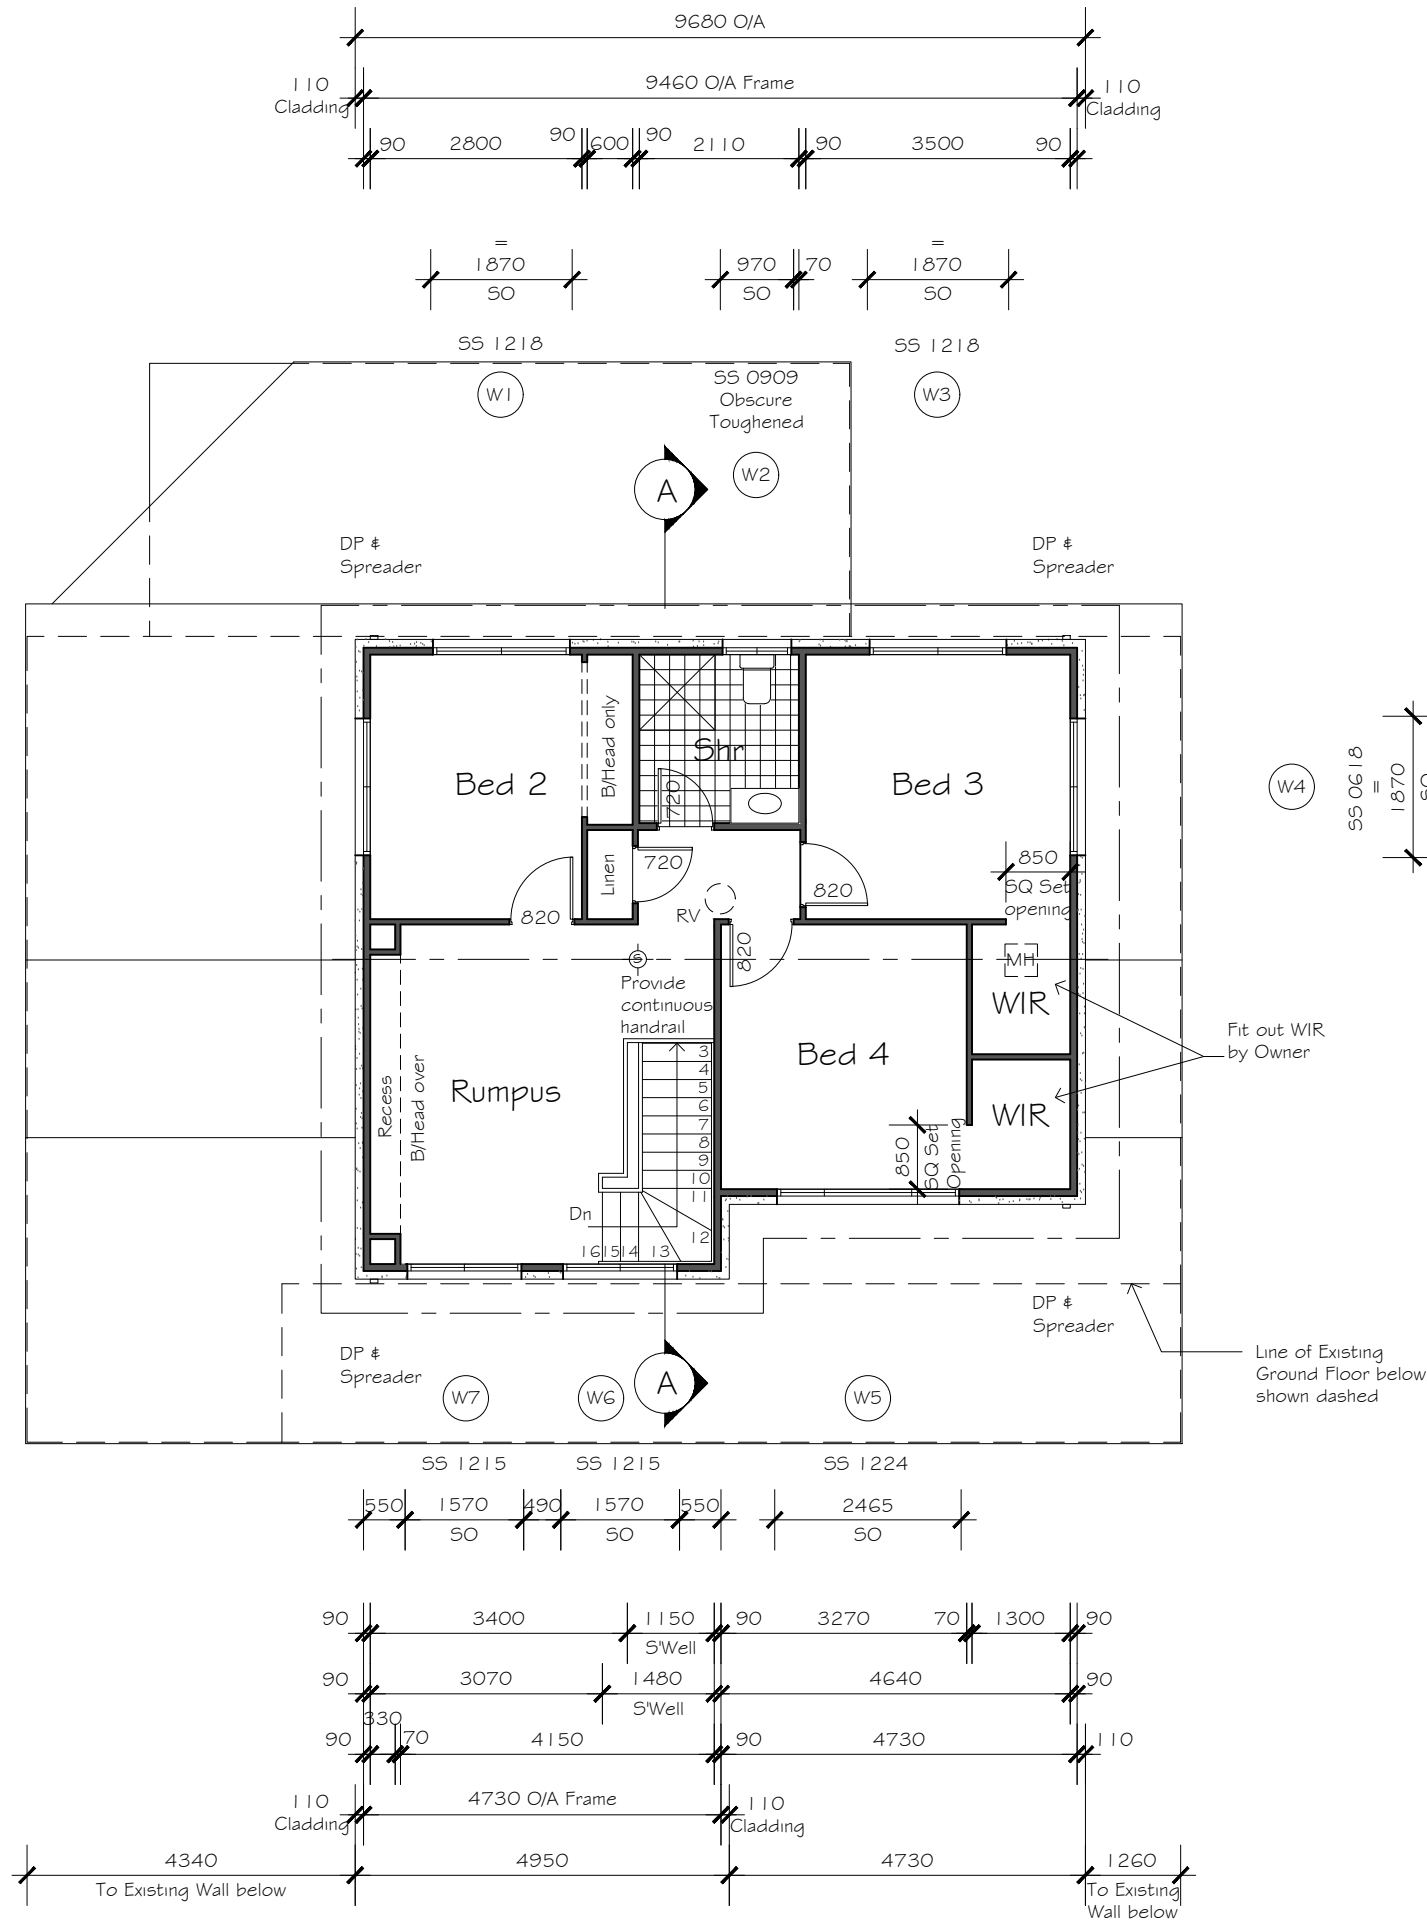 9680 O/A
110
Cladding
9460 O/A Frame
110
Cladding
90
2800
90
600
90
2110
90
3500
90
=
1870
SO
970
SO
70
=
1870
SO
SS 1218
W1
SS 0909
Obscure
Toughened
W2
SS 1218
W3
A
DP &
Spreader
DP &
Spreader
Bed 2
B/Head only
Shr
720
Bed 3
W4
SS 0618
=
1870
Linen
720
820
820
850
SQ Set
opening
RV
820
S
MH
Provide
continuous
handrail
WIR
Fit out WIR
by Owner
Bed 4
Rumpus
Recess
B/Head over
WIR
850
SQ Set
Opening
3
4
5
6
7
8
9
10
11
12
13
14
15
16
Dn
DP &
Spreader
DP &
Spreader
Line of Existing
Ground Floor below
shown dashed
A
W7
W6
W5
SS 1215
SS 1215
SS 1224
550
1570
SO
490
1570
SO
550
2465
SO
90
3400
1150
S'Well
90
3270
70
1300
90
90
3070
1480
S'Well
4640
90
90
330
70
4150
90
4730
110
110
Cladding
4730 O/A Frame
110
Cladding
4340
To Existing Wall below
4950
4730
1260
To Existing
Wall below